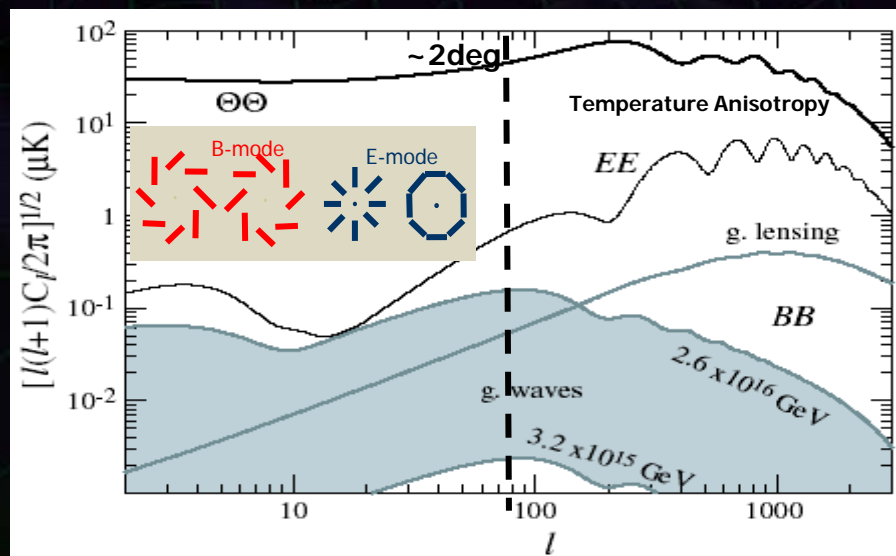 10²
~2deg
ΘΘ
Temperature Anisotropy
10¹
B-mode
E-mode
EE
1
g. lensing
10⁻¹
BB
2.6 x10¹⁶ GeV
10⁻²
g. waves
3.2 x10¹⁵ GeV
[l(l+1)Cₗ/2π]¹/² (μK)
10
100
1000
l